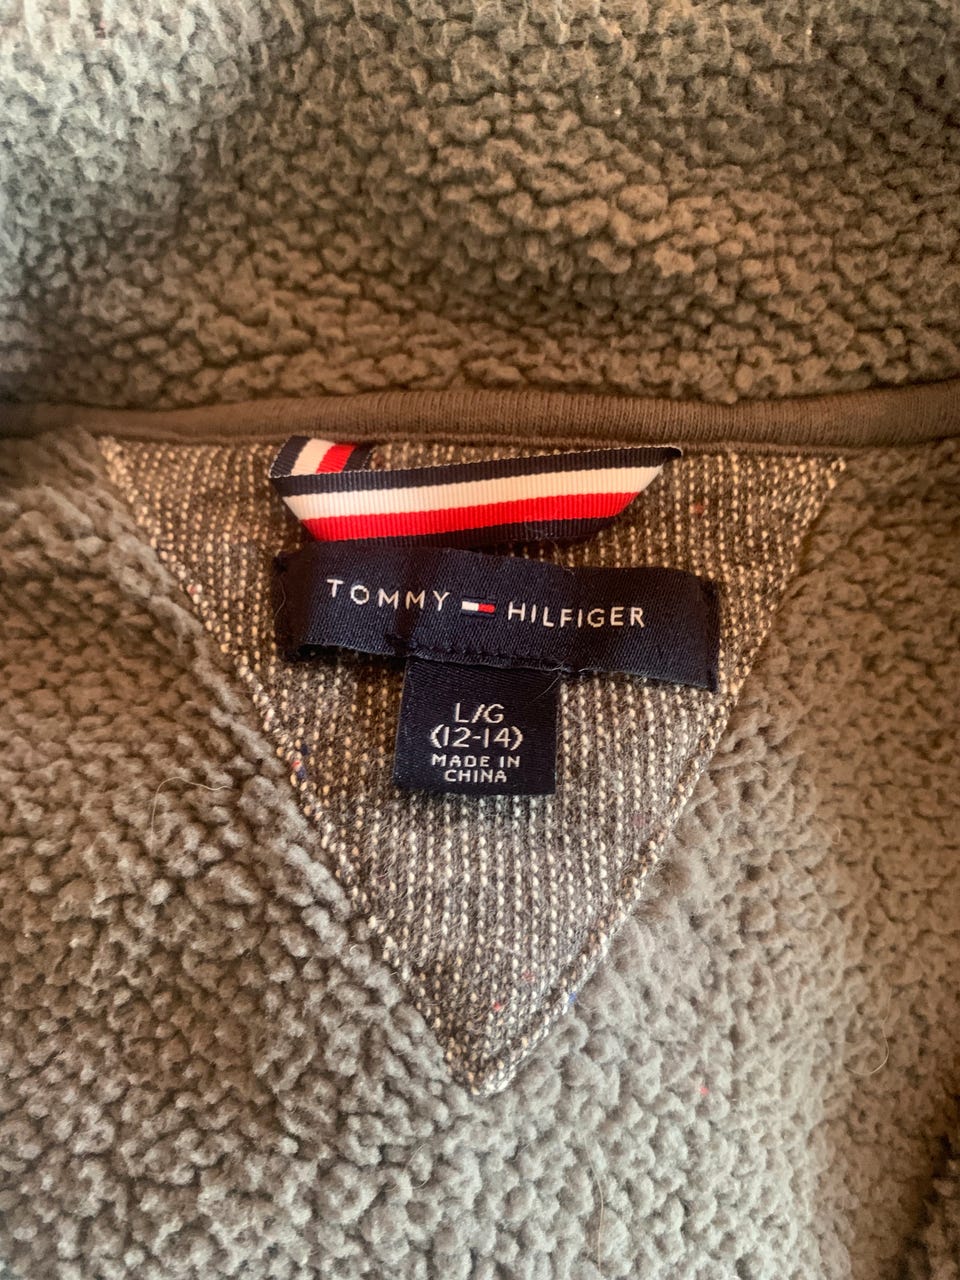 TOMMY HILFIGER
L/G
(12-14)
MADE IN
CHINA